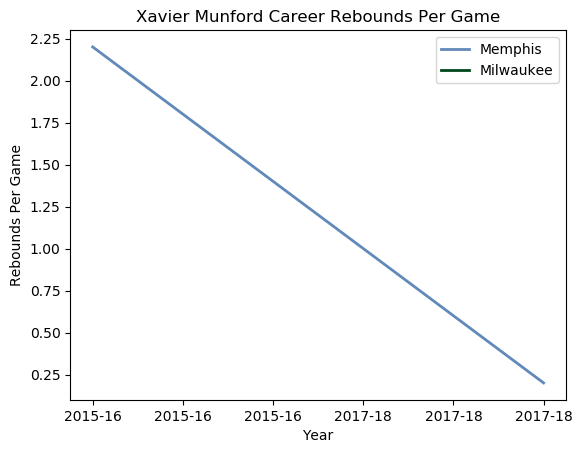 Xavier Munford Career Rebounds Per Game
Memphis
Milwaukee
2.25
2.00
1.75
1.50
1.25
1.00
0.75
0.50
0.25
Rebounds Per Game
2015-16 2015-16 2015-16 2017-18 2017-18 2017-18
Year